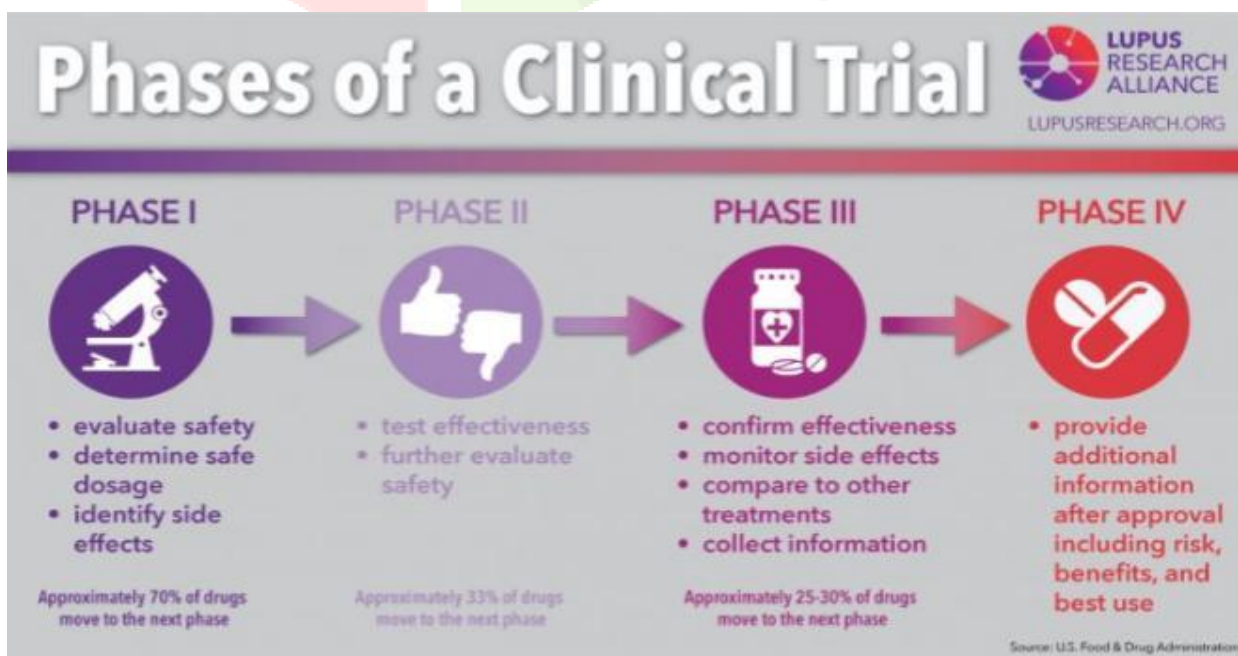 Phases of a Clinical Trial
LUPUS
RESEARCH
ALLIANCE
LUPUSRESEARCH.ORG
PHASE I
• evaluate safety
• determine safe
dosage
• identify side
effects
Approximately 70% of drugs
move to the next phase
PHASE II
• test effectiveness
• further evaluate
safety
Approximately 33% of drugs
move to the next phase
PHASE III
• confirm effectiveness
• monitor side effects
• compare to other
treatments
• collect information
Approximately 25-30% of drugs
move to the next phase
PHASE IV
• provide
additional
information
after approval
including risk,
benefits, and
best use
Source: U.S. Food & Drug Administration